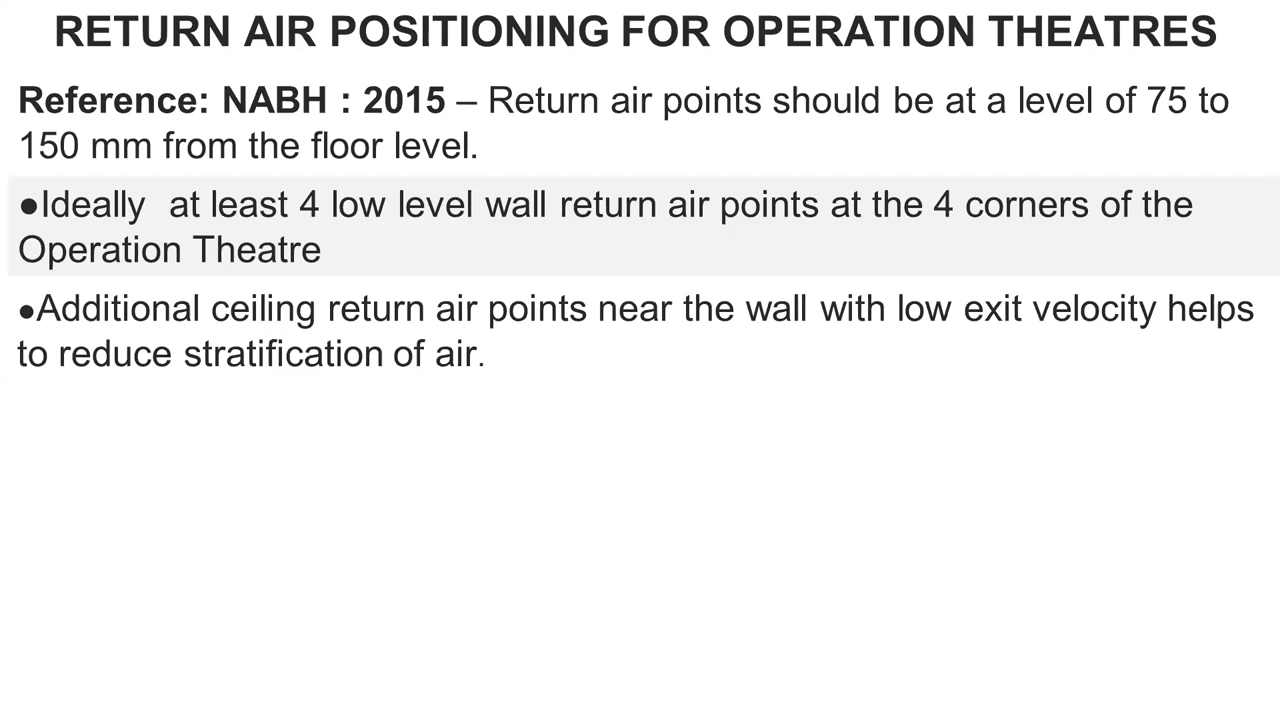 RETURN AIR POSITIONING FOR OPERATION THEATRES
Reference: NABH : 2015 – Return air points should be at a level of 75 to
150 mm from the floor level.
●Ideally  at least 4 low level wall return air points at the 4 corners of the
Operation Theatre
●Additional ceiling return air points near the wall with low exit velocity helps
to reduce stratification of air.